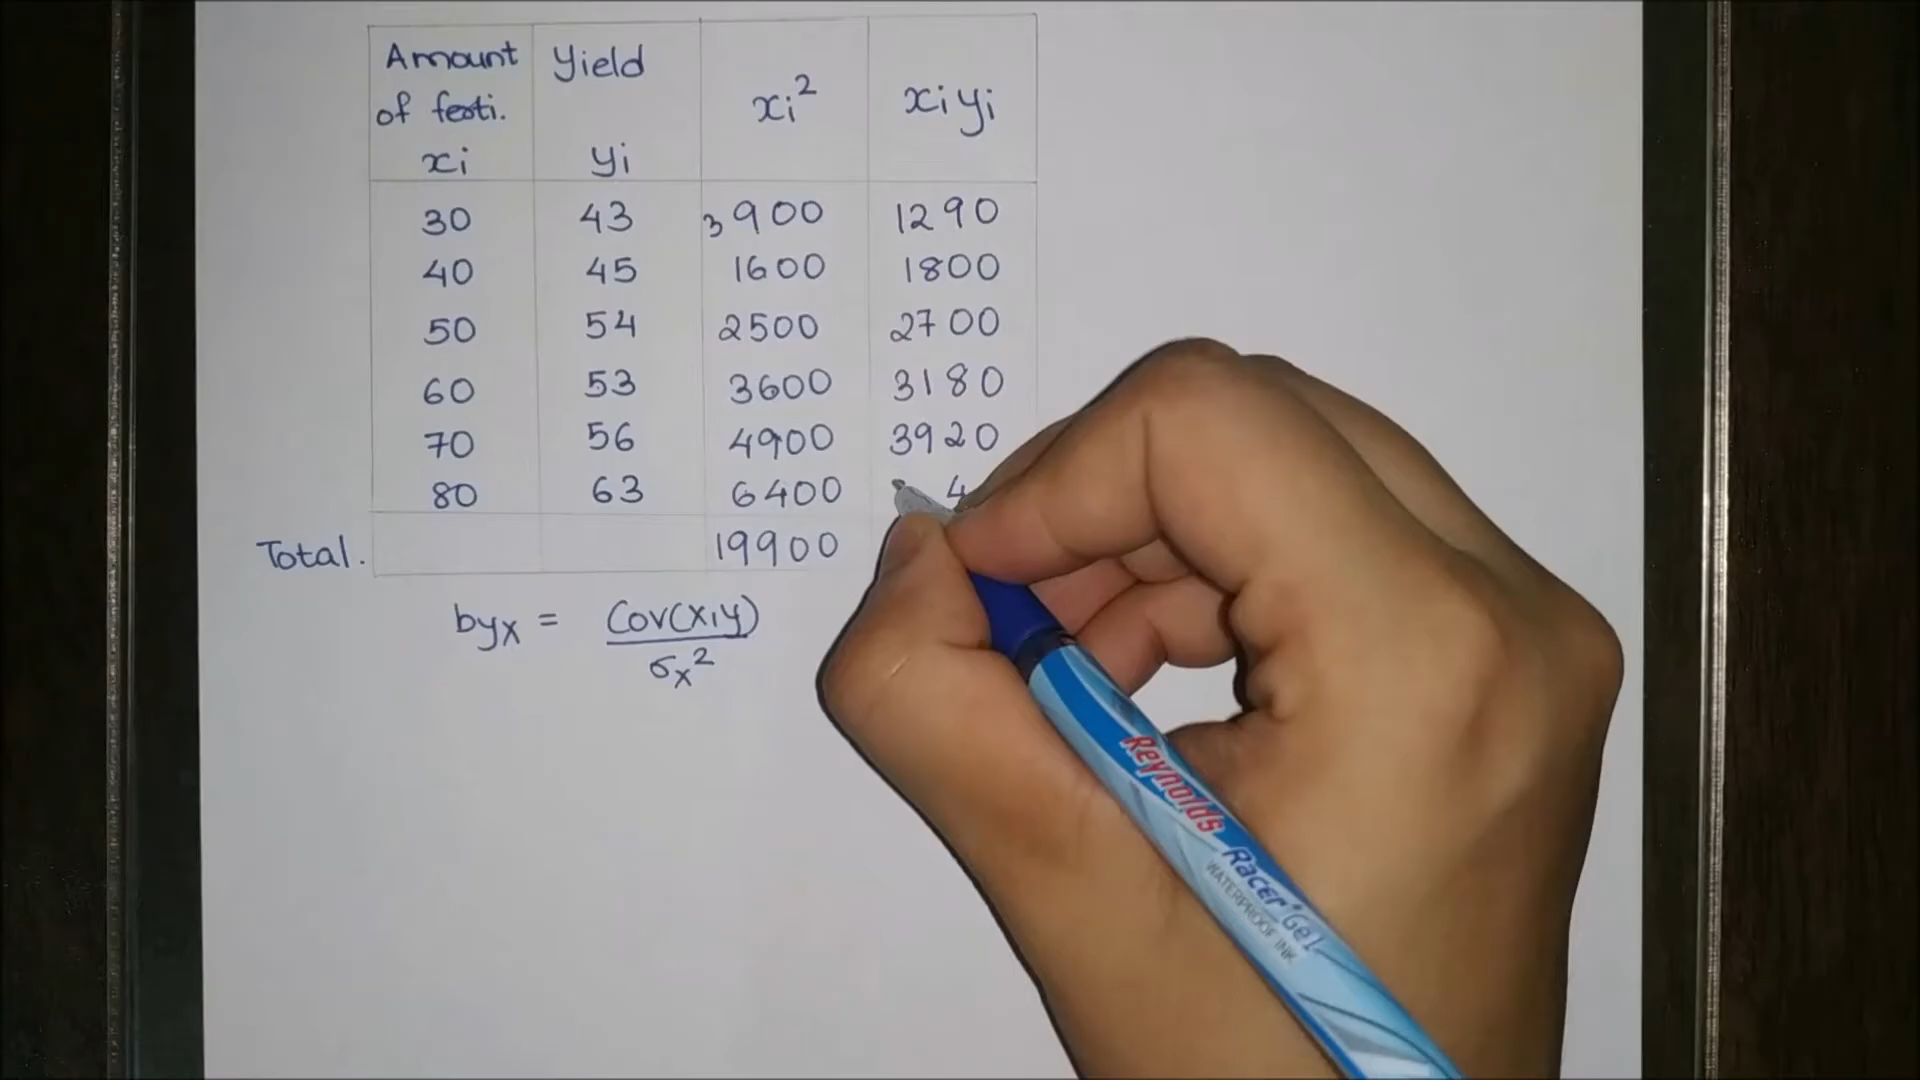 Amount Yield
of ferti. xi² xiyi
xi yi
30 43 3900 1290
40 45 1600 1800
50 54 2500 2700
60 53 3600 3180
70 56 4900 3920
80 63 6400 4
Total. 19900
byx = Cov(x,y)
σx²
Reynolds
Racer Gel
WATERPROOF INK